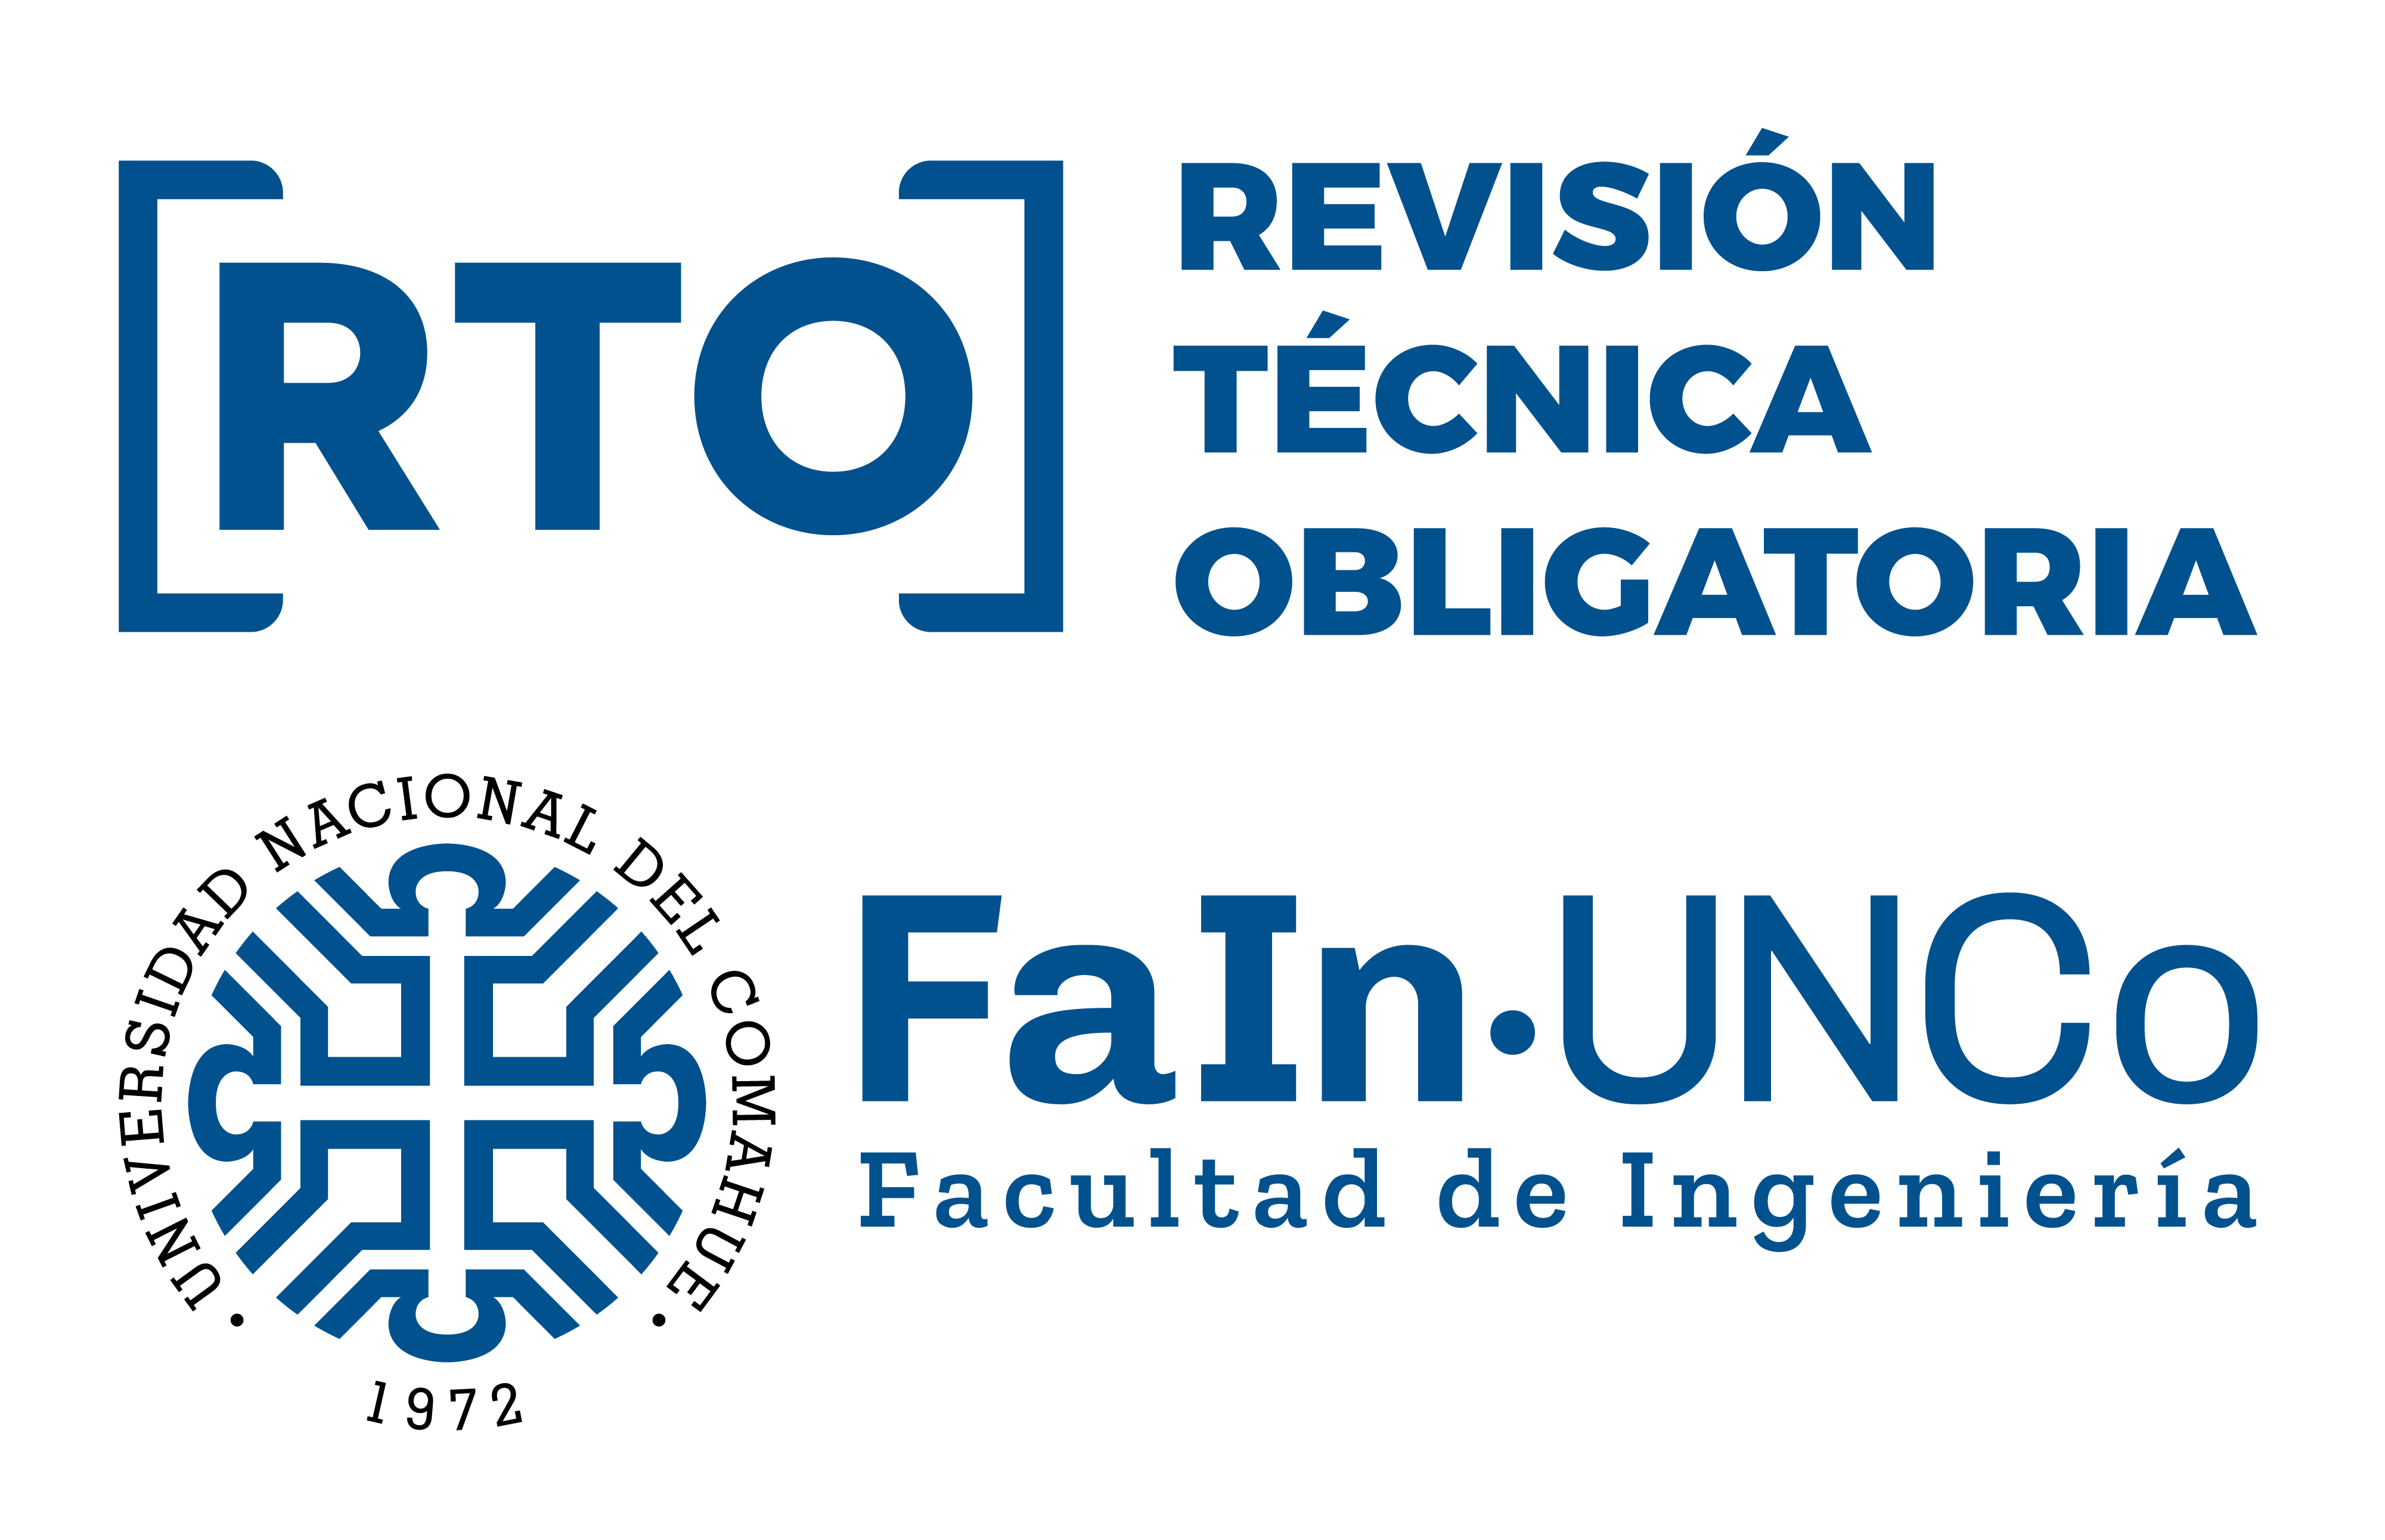 RTO
REVISIÓN
TÉCNICA
OBLIGATORIA
UNIVERSIDAD NACIONAL DEL COMAHUE
1972
FaIn·UNCo
Facultad de Ingeniería